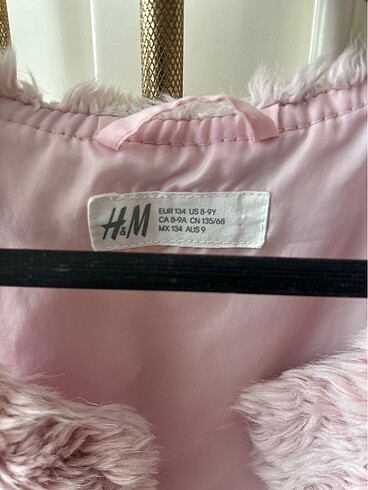 H&M
EUR 134 US 8-9Y
CA 8-9A CN 135/68
MX 134 AUS 9